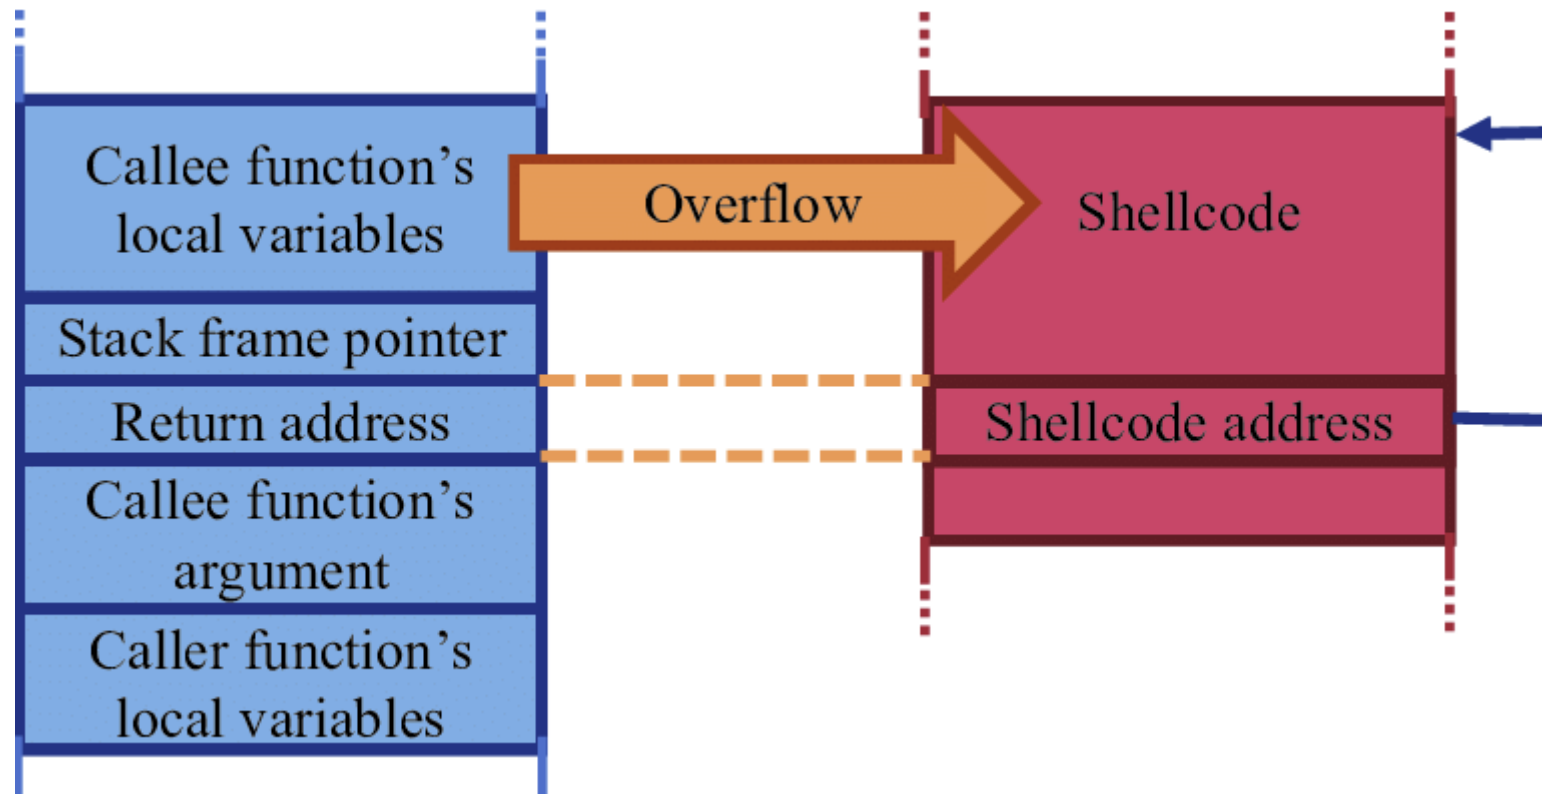 Callee function’s
local variables
Stack frame pointer
Return address
Callee function’s
argument
Caller function’s
local variables
Overflow
Shellcode
Shellcode address